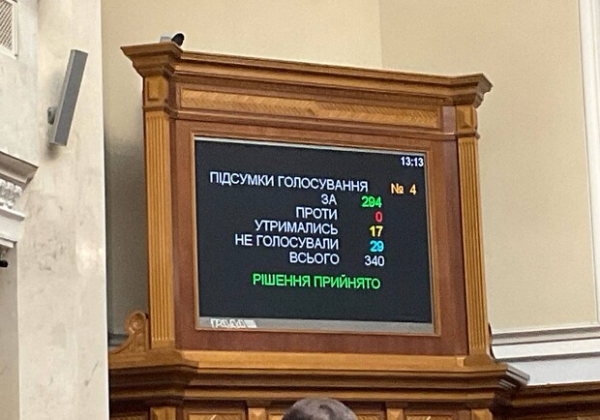 13:13
ПІДСУМКИ ГОЛОСУВАННЯ № 4
ЗА 294
ПРОТИ 0
УТРИМАЛИСЬ 17
НЕ ГОЛОСУВАЛИ 29
ВСЬОГО 340
РІШЕННЯ ПРИЙНЯТО